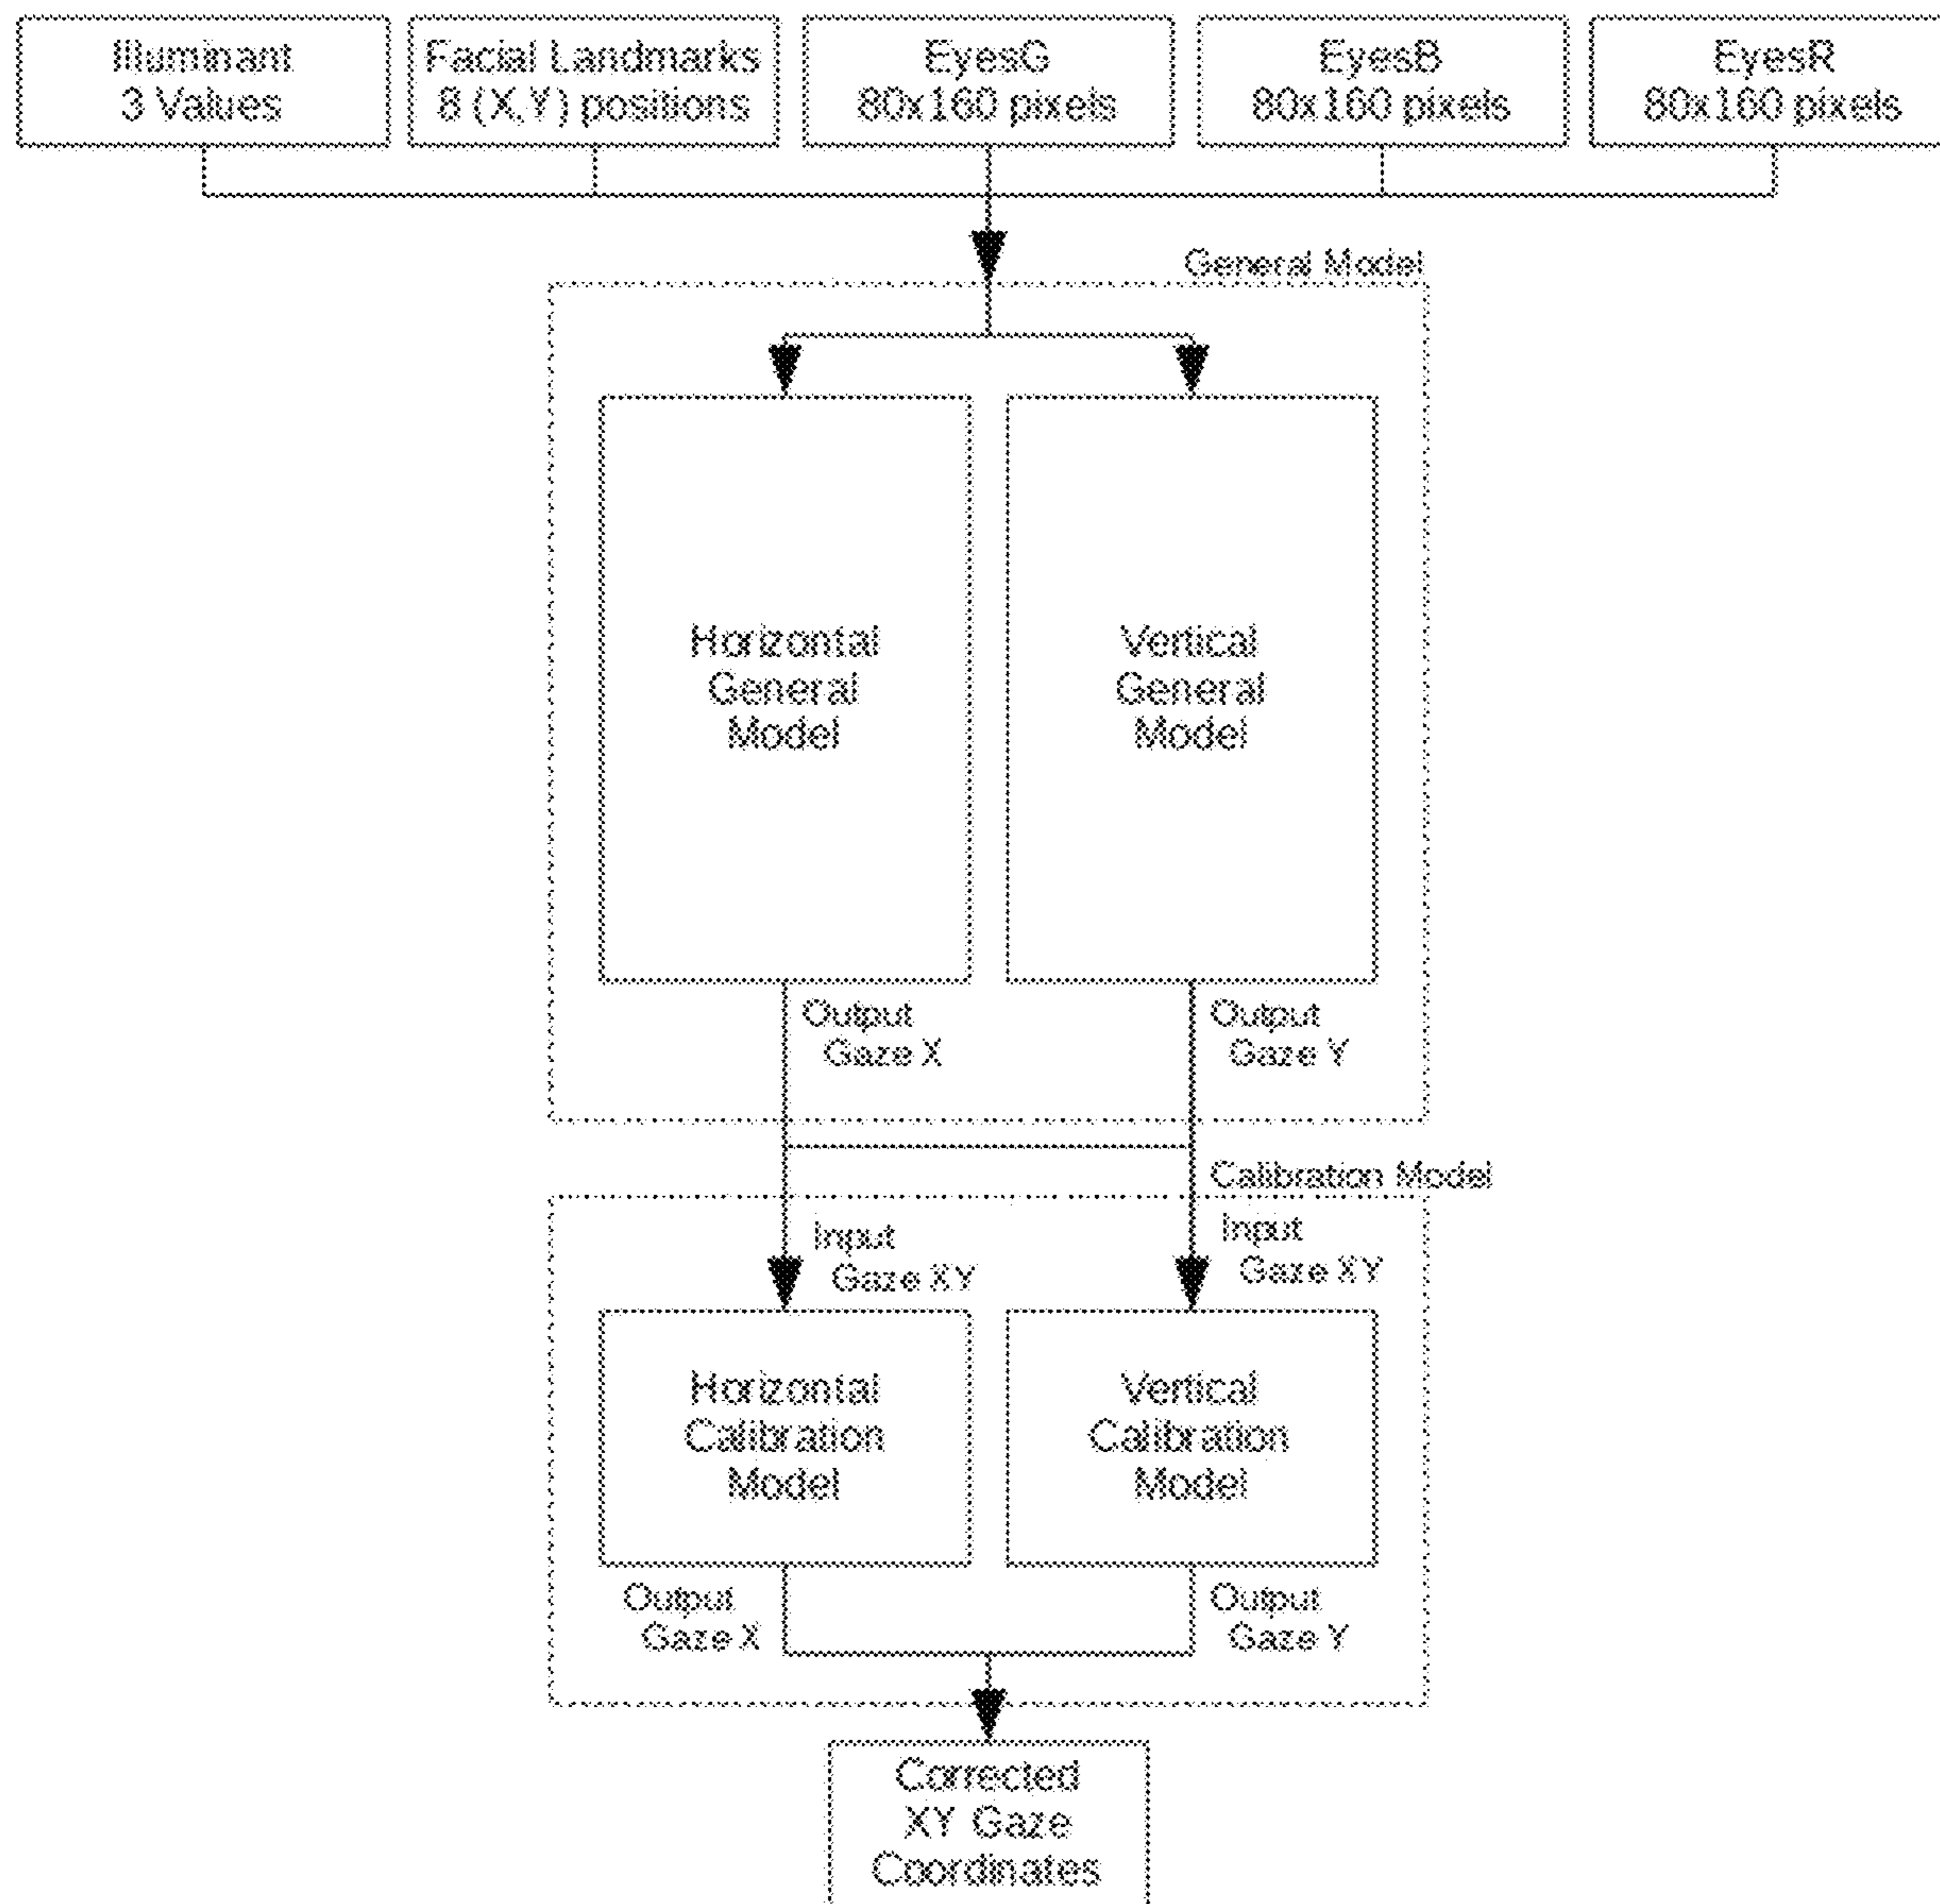 Illuminant
3 Values
Facial Landmarks
8 (X,Y) positions
EyesG
80x160 pixels
EyesB
80x160 pixels
EyesR
80x160 pixels
General Model
Horizontal
General
Model
Vertical
General
Model
Output
Gaze X
Output
Gaze Y
Calibration Model
Input
Gaze XY
Input
Gaze XY
Horizontal
Calibration
Model
Vertical
Calibration
Model
Output
Gaze X
Output
Gaze Y
Corrected
XY Gaze
Coordinates